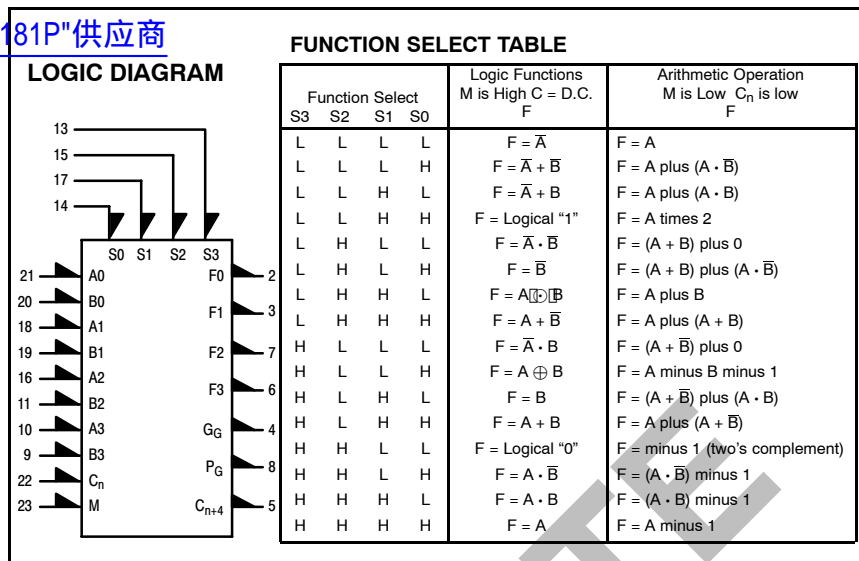 181P"供应商
FUNCTION SELECT TABLE
LOGIC DIAGRAM
Function Select
S3 S2 S1 S0
Logic Functions
M is High C = D.C.
F
Arithmetic Operation
M is Low Cₙ is low
F
L L L L F = A̅ F = A
L L L H F = A̅ + B̅ F = A plus (A • B̅)
L L H L F = A̅ + B F = A plus (A • B)
L L H H F = Logical “1” F = A times 2
L H L L F = A̅ • B̅ F = (A + B) plus 0
L H L H F = B̅ F = (A + B) plus (A • B̅)
L H H L F = A ⊙ B F = A plus B
L H H H F = A + B̅ F = A plus (A + B)
H L L L F = A̅ • B F = (A + B̅) plus 0
H L L H F = A ⊕ B F = A minus B minus 1
H L H L F = B F = (A + B̅) plus (A • B)
H L H H F = A + B F = A plus (A + B̅)
H H L L F = Logical “0” F = minus 1 (two’s complement)
H H L H F = A • B̅ F = (A • B̅) minus 1
H H H L F = A • B F = (A • B) minus 1
H H H H F = A F = A minus 1
13
15
17
14
S0 S1 S2 S3
21 A0 F0 2
20 B0
F1 3
18 A1
19 B1 F2 7
16 A2
F3 6
11 B2
10 A3 G_G 4
9 B3
P_G 8
22 Cₙ
23 M Cₙ₊₄ 5